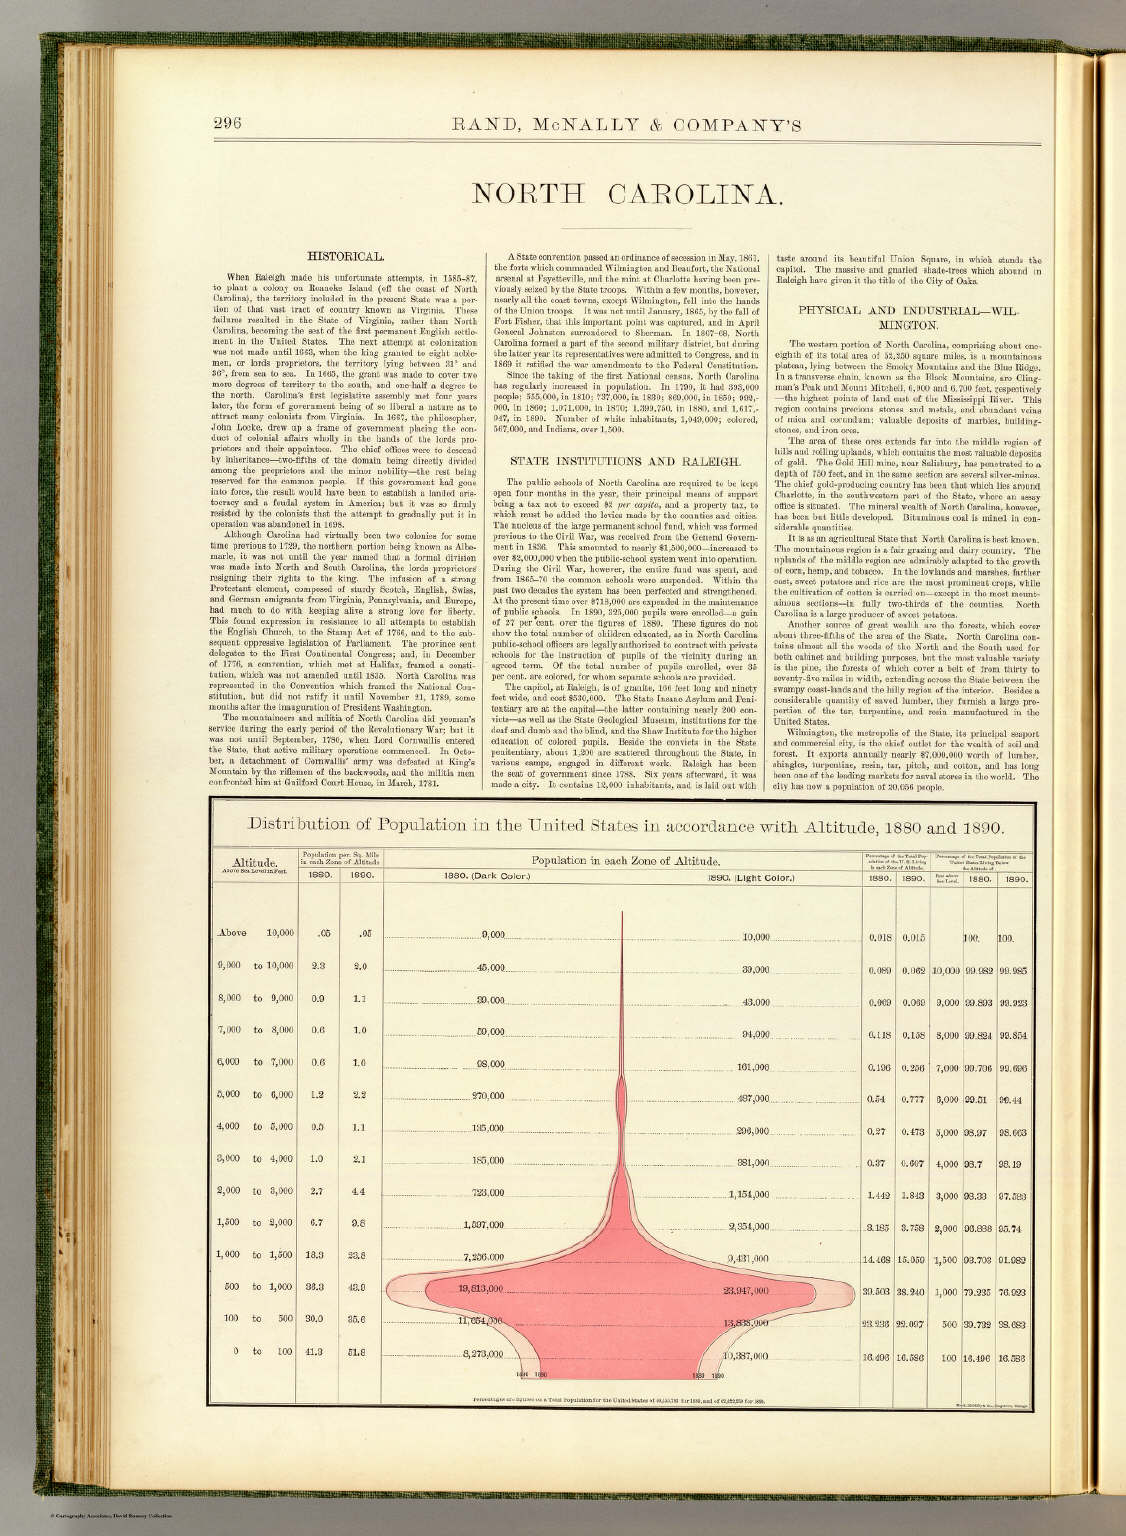 296
RAND, McNALLY & COMPANY'S
NORTH CAROLINA.
HISTORICAL.
When Raleigh made his unfortunate attempts, in 1585-87,
to plant a colony on Roanoke Island (off the coast of North
Carolina), the territory included in the present State was a por-
tion of that vast tract of country known as Virginia. These
failures resulted in the State of Virginia, rather than North
Carolina, becoming the seat of the first permanent English settle-
ment in the United States. The next attempt at colonization
was not made until 1663, when the king granted to eight noble-
men, or lords proprietors, the territory lying between 31° and
36°, from sea to sea. In 1665, the grant was made to cover two
more degrees of territory to the south, and one-half a degree to
the north. Carolina's first legislative assembly met four years
later, the form of government being of so liberal a nature as to
attract many colonists from Virginia. In 1667, the philosopher,
John Locke, drew up a frame of government placing the con-
duct of colonial affairs wholly in the hands of the lords pro-
prietors and their appointees. The chief offices were to descend
by inheritance—two-fifths of the domain being directly divided
among the proprietors and the minor nobility—the rest being
reserved for the common people. If this government had gone
into force, the result would have been to establish a landed aris-
tocracy and a feudal system in America; but it was so firmly
resisted by the colonists that the attempt to gradually put it in
operation was abandoned in 1698.
Although Carolina had virtually been two colonies for some
time previous to 1729, the northern portion being known as Albe-
marle, it was not until the year named that a formal division
was made into North and South Carolina, the lords proprietors
resigning their rights to the king. The infusion of a strong
Protestant element, composed of sturdy Scotch, English, Swiss,
and German emigrants from Virginia, Pennsylvania, and Europe,
had much to do with keeping alive a strong love for liberty.
This found expression in resistance to all attempts to establish
the English Church, to the Stamp Act of 1766, and to the sub-
sequent oppressive legislation of Parliament. The province sent
delegates to the First Continental Congress; and, in December
of 1776, a convention, which met at Halifax, framed a consti-
tution, which was not amended until 1835. North Carolina was
represented in the Convention which framed the National Con-
stitution, but did not ratify it until November 21, 1789, some
months after the inauguration of President Washington.
The mountaineers and militia of North Carolina did yeoman's
service during the early period of the Revolutionary War; but it
was not until September, 1780, when Lord Cornwallis entered
the State, that active military operations commenced. In Octo-
ber, a detachment of Cornwallis' army was defeated at King's
Mountain by the riflemen of the backwoods, and the militia men
confronted him at Guilford Court House, in March, 1781.
A State convention passed an ordinance of secession in May, 1861,
the forts which commanded Wilmington and Beaufort, the National
arsenal at Fayetteville, and the mint at Charlotte having been pre-
viously seized by the State troops. Within a few months, however,
nearly all the coast towns, except Wilmington, fell into the hands
of the Union troops. It was not until January, 1865, by the fall of
Fort Fisher, that this important point was captured, and in April
General Johnston surrendered to Sherman. In 1867-68, North
Carolina formed a part of the second military district, but during
the latter year its representatives were admitted to Congress, and in
1869 it ratified the war amendments to the Federal Constitution.
Since the taking of the first National census, North Carolina
has regularly increased in population. In 1790, it had 393,000
people; 555,000, in 1810; 737,000, in 1830; 869,000, in 1850; 992,-
000, in 1860; 1,071,000, in 1870; 1,399,750, in 1880, and 1,617,-
947, in 1890. Number of white inhabitants, 1,049,000; colored,
567,000, and Indians, over 1,500.
STATE INSTITUTIONS AND RALEIGH.
The public schools of North Carolina are required to be kept
open four months in the year, their principal means of support
being a tax not to exceed $2 per capita, and a property tax, to
which must be added the levies made by the counties and cities.
The nucleus of the large permanent school fund, which was formed
previous to the Civil War, was received from the General Govern-
ment in 1836. This amounted to nearly $1,500,000—increased to
over $2,000,000 when the public-school system went into operation.
During the Civil War, however, the entire fund was spent, and
from 1865-70 the common schools were suspended. Within the
past two decades the system has been perfected and strengthened.
At the present time over $718,000 are expended in the maintenance
of public schools. In 1890, 325,000 pupils were enrolled—a gain
of 27 per cent. over the figures of 1880. These figures do not
show the total number of children educated, as in North Carolina
public-school officers are legally authorized to contract with private
schools for the instruction of pupils of the vicinity during an
agreed term. Of the total number of pupils enrolled, over 35
per cent. are colored, for whom separate schools are provided.
The capitol, at Raleigh, is of granite, 166 feet long and ninety
feet wide, and cost $530,000. The State Insane Asylum and Peni-
tentiary are at the capital—the latter containing nearly 200 con-
victs—as well as the State Geological Museum, institutions for the
deaf and dumb and the blind, and the Shaw Institute for the higher
education of colored pupils. Beside the convicts in the State
penitentiary, about 1,200 are scattered throughout the State, in
various camps, engaged in different work. Raleigh has been
the seat of government since 1788. Six years afterward, it was
made a city. It contains 12,000 inhabitants, and is laid out with
taste around its beautiful Union Square, in which stands the
capitol. The massive and gnarled shade-trees which abound in
Raleigh have given it the title of the City of Oaks.
PHYSICAL AND INDUSTRIAL—WIL-
MINGTON.
The western portion of North Carolina, comprising about one-
eighth of its total area of 52,250 square miles, is a mountainous
plateau, lying between the Smoky Mountains and the Blue Ridge.
In a transverse chain, known as the Black Mountains, are Cling-
man's Peak and Mount Mitchell, 6,900 and 6,700 feet, respectively
—the highest points of land east of the Mississippi River. This
region contains precious stones and metals, and abundant veins
of mica and corundum; valuable deposits of marbles, building-
stones, and iron ores.
The area of these ores extends far into the middle region of
hills and rolling uplands, which contains the most valuable deposits
of gold. The Gold Hill mine, near Salisbury, has penetrated to a
depth of 750 feet, and in the same section are several silver-mines.
The chief gold-producing country has been that which lies around
Charlotte, in the southwestern part of the State, where an assay
office is situated. The mineral wealth of North Carolina, however,
has been but little developed. Bituminous coal is mined in con-
siderable quantities.
It is as an agricultural State that North Carolina is best known.
The mountainous region is a fair grazing and dairy country. The
uplands of the middle region are admirably adapted to the growth
of corn, hemp, and tobacco. In the lowlands and marshes, farther
east, sweet potatoes and rice are the most prominent crops, while
the cultivation of cotton is carried on—except in the most mount-
ainous sections—in fully two-thirds of the counties. North
Carolina is a large producer of sweet potatoes.
Another source of great wealth are the forests, which cover
about three-fifths of the area of the State. North Carolina con-
tains almost all the woods of the North and the South used for
both cabinet and building purposes, but the most valuable variety
is the pine, the forests of which cover a belt of from thirty to
seventy-five miles in width, extending across the State between the
swampy coast-lands and the hilly region of the interior. Besides a
considerable quantity of sawed lumber, they furnish a large pro-
portion of the tar, turpentine, and resin manufactured in the
United States.
Wilmington, the metropolis of the State, its principal seaport
and commercial city, is the chief outlet for the wealth of soil and
forest. It exports annually nearly $7,000,000 worth of lumber,
shingles, turpentine, resin, tar, pitch, and cotton, and has long
been one of the leading markets for naval stores in the world. The
city has now a population of 20,056 people.
Distribution of Population in the United States in accordance with Altitude, 1880 and 1890.
Altitude.
Above Sea Level in Feet.
Population per Sq. Mile
in each Zone of Altitude
1880. 1890.
Population in each Zone of Altitude.
1880. (Dark Color.) 1890. (Light Color.)
Percentage of the Total Pop-
ulation of the U. S. Living
in each Zone of Altitude.
1880. 1890.
Percentage of the Total Population of the
United States Living Below
the Altitude of
Feet above
Sea Level. 1880. 1890.
Above 10,000 .05 .05 9,000 10,000 0.018 0.015 100. 100.
9,000 to 10,000 2.3 2.0 45,000 39,000 0.089 0.062 10,000 99.982 99.985
8,000 to 9,000 0.9 1.1 39,000 43,000 0.069 0.069 9,000 99.893 99.923
7,000 to 8,000 0.6 1.0 59,000 94,000 0.118 0.158 8,000 99.824 99.854
6,000 to 7,000 0.6 1.0 98,000 161,000 0.196 0.256 7,000 99.706 99.696
5,000 to 6,000 1.2 2.2 270,000 487,000 0.54 0.777 6,000 99.51 99.44
4,000 to 5,000 0.5 1.1 135,000 296,000 0.27 0.473 5,000 98.97 98.663
3,000 to 4,000 1.0 2.1 185,000 381,000 0.37 0.607 4,000 98.7 98.19
2,000 to 3,000 2.7 4.4 723,000 1,154,000 1.442 1.843 3,000 98.33 97.583
1,500 to 2,000 6.7 9.8 1,597,000 2,354,000 3.185 3.758 2,000 96.888 95.74
1,000 to 1,500 18.3 23.8 7,256,000 9,431,000 14.468 15.059 1,500 93.703 91.982
500 to 1,000 36.3 43.9 19,813,000 23,947,000 39.503 38.240 1,000 79.235 76.923
100 to 500 30.0 35.6 11,654,000 13,838,000 23.236 22.097 500 39.732 38.683
0 to 100 41.3 51.8 8,273,000 10,387,000 16.496 16.586 100 16.496 16.586
1880 1890 1880 1890
Percentages are figured on a Total Population for the United States of 50,155,783 for 1880, and of 62,622,250 for 1890.
© Cartography Associates, David Rumsey Collection